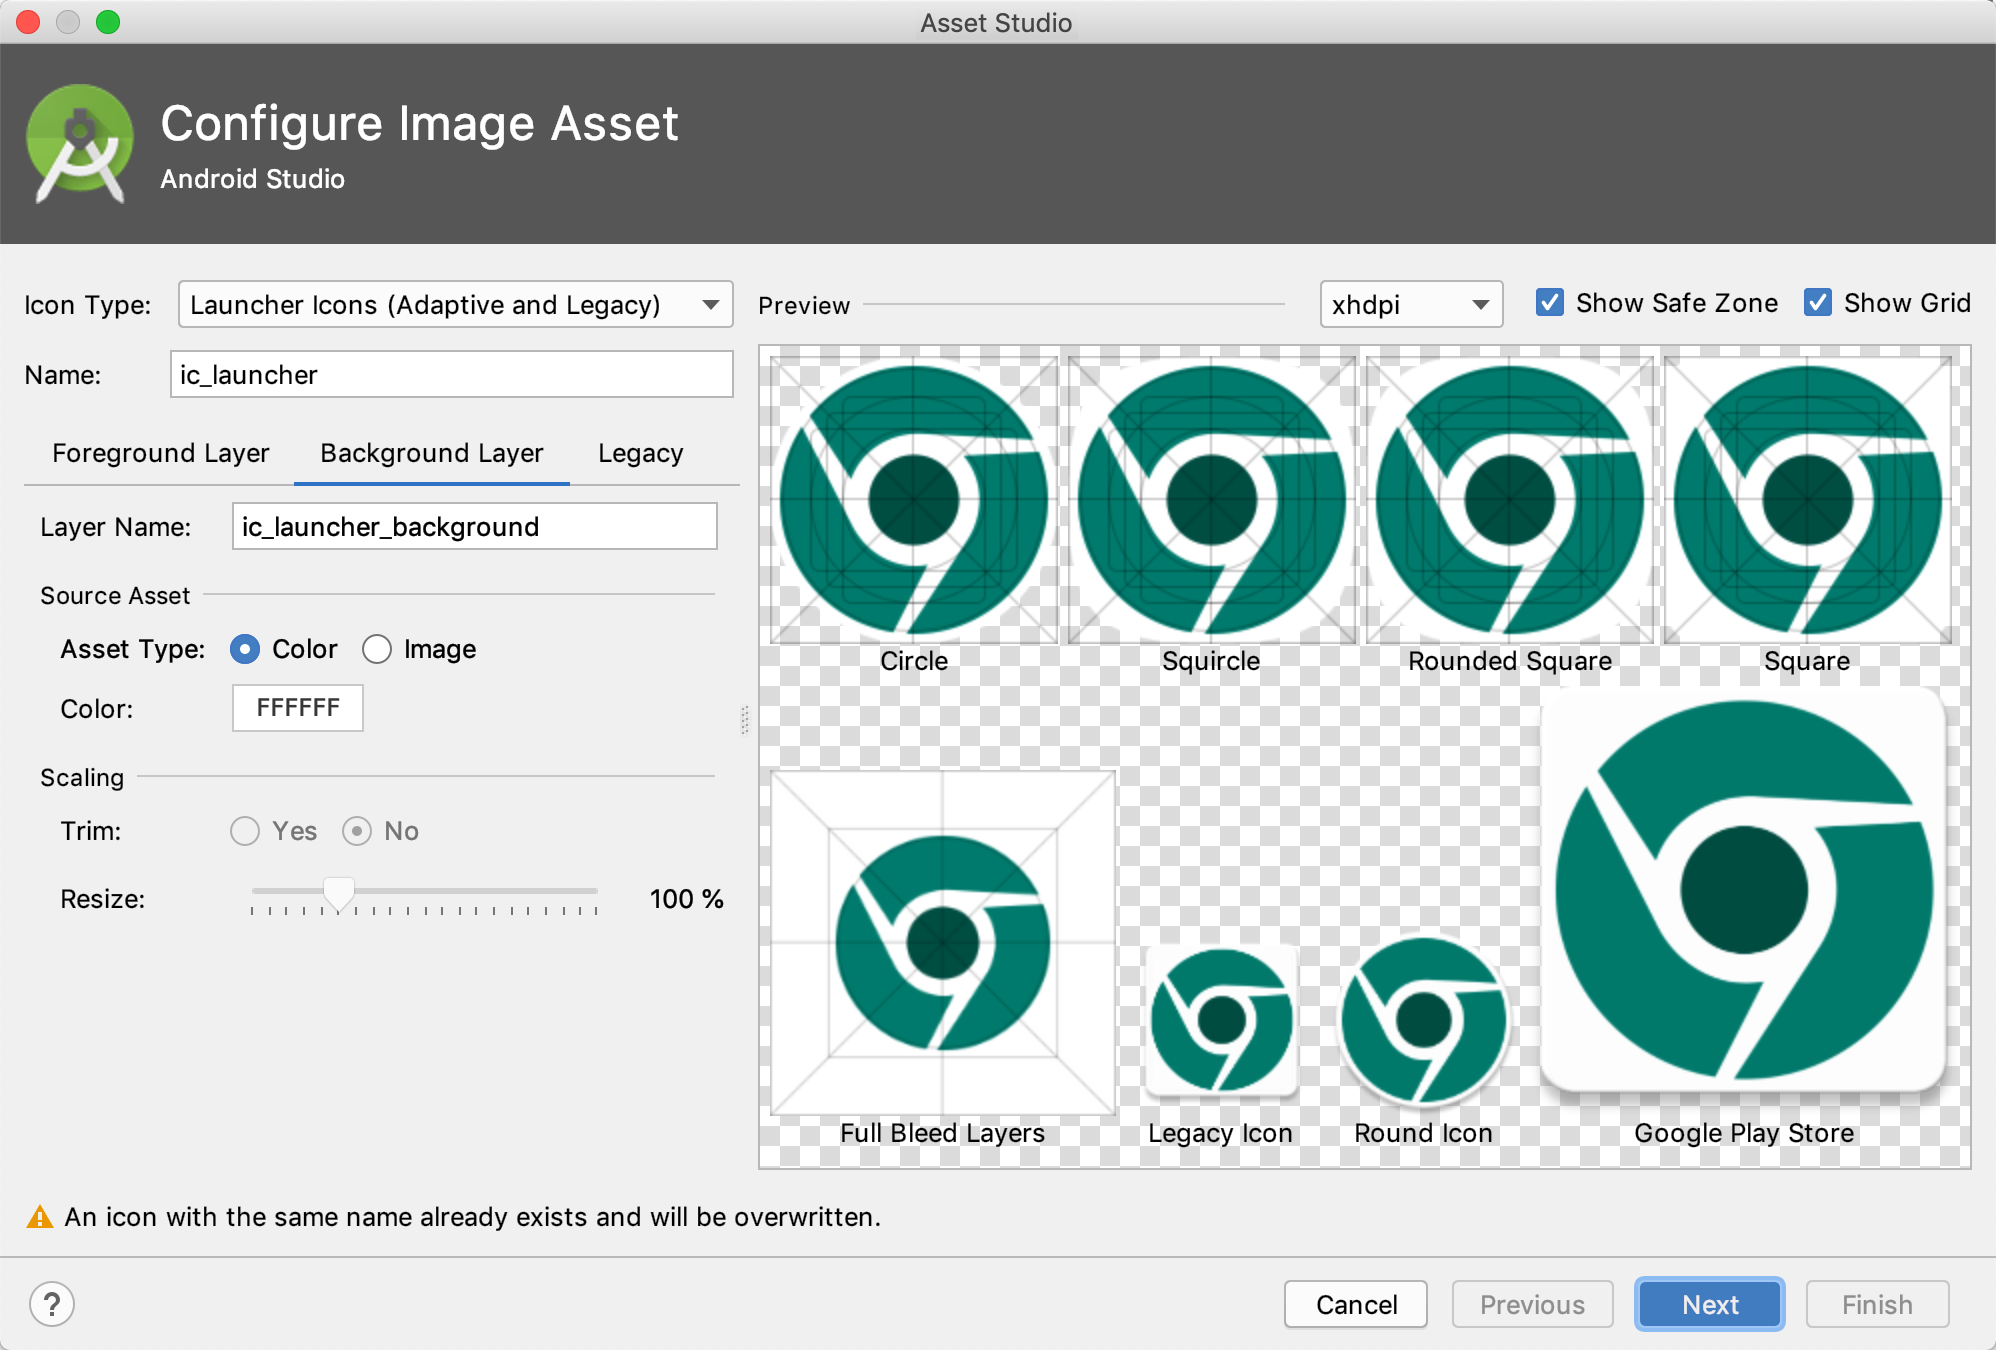 Asset Studio
Configure Image Asset
Android Studio
Icon Type: Launcher Icons (Adaptive and Legacy)
Name: ic_launcher
Foreground Layer Background Layer Legacy
Layer Name: ic_launcher_background
Source Asset
Asset Type: Color Image
Color: FFFFFF
Scaling
Trim: Yes No
Resize: 100 %
Preview xhdpi Show Safe Zone Show Grid
Circle Squircle Rounded Square Square
Full Bleed Layers Legacy Icon Round Icon Google Play Store
An icon with the same name already exists and will be overwritten.
? Cancel Previous Next Finish